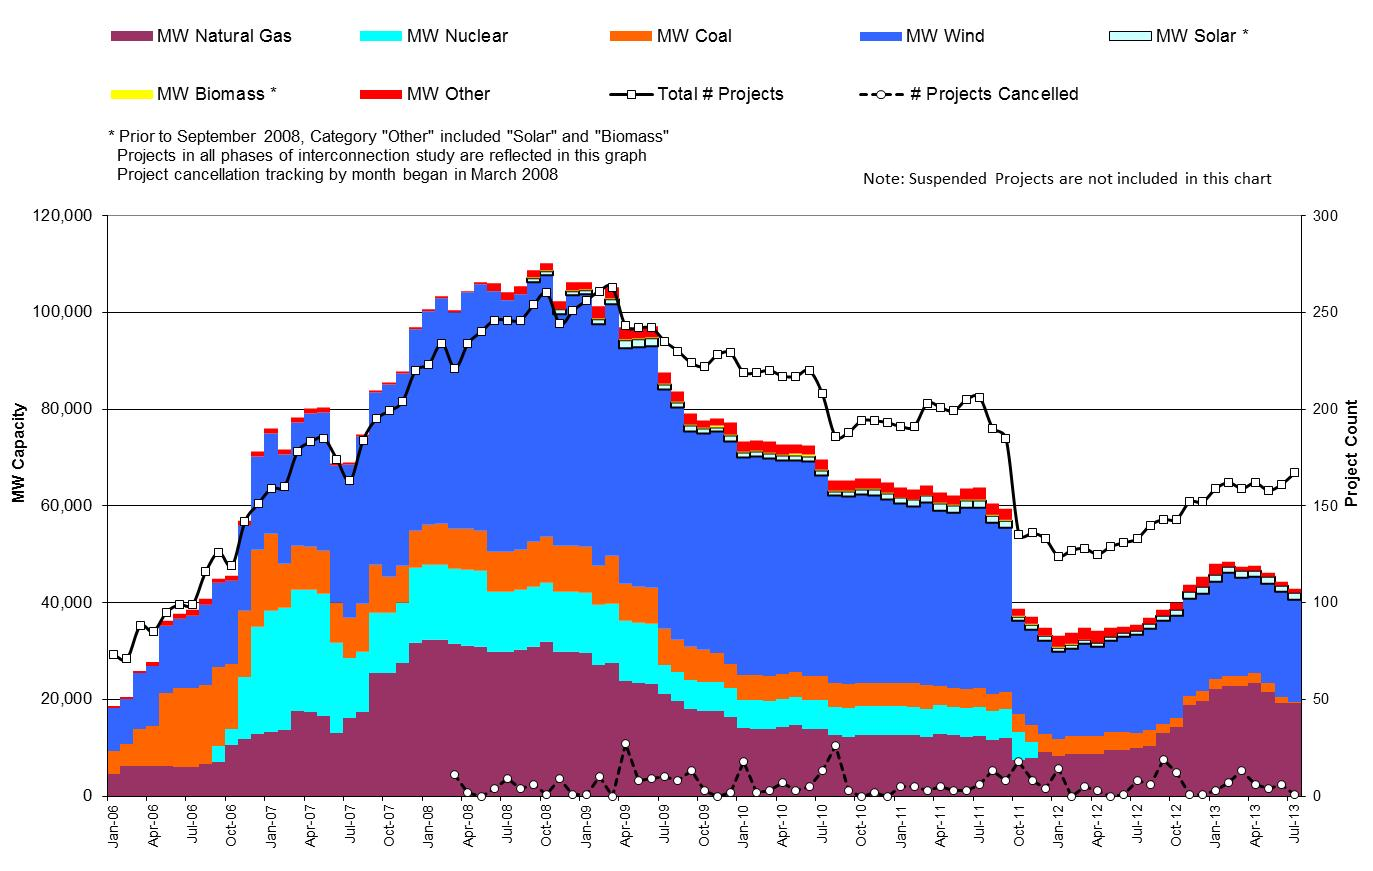 MW Natural Gas MW Nuclear MW Coal MW Wind MW Solar *
MW Biomass * MW Other Total # Projects # Projects Cancelled
* Prior to September 2008, Category "Other" included "Solar" and "Biomass"
Projects in all phases of interconnection study are reflected in this graph
Project cancellation tracking by month began in March 2008
Note: Suspended Projects are not included in this chart
120,000 300
100,000 250
80,000 200
60,000 150
40,000 100
20,000 50
0 0
MW Capacity
Project Count
Jan-06 Apr-06 Jul-06 Oct-06 Jan-07 Apr-07 Jul-07 Oct-07 Jan-08 Apr-08 Jul-08 Oct-08 Jan-09 Apr-09 Jul-09 Oct-09 Jan-10 Apr-10 Jul-10 Oct-10 Jan-11 Apr-11 Jul-11 Oct-11 Jan-12 Apr-12 Jul-12 Oct-12 Jan-13 Apr-13 Jul-13